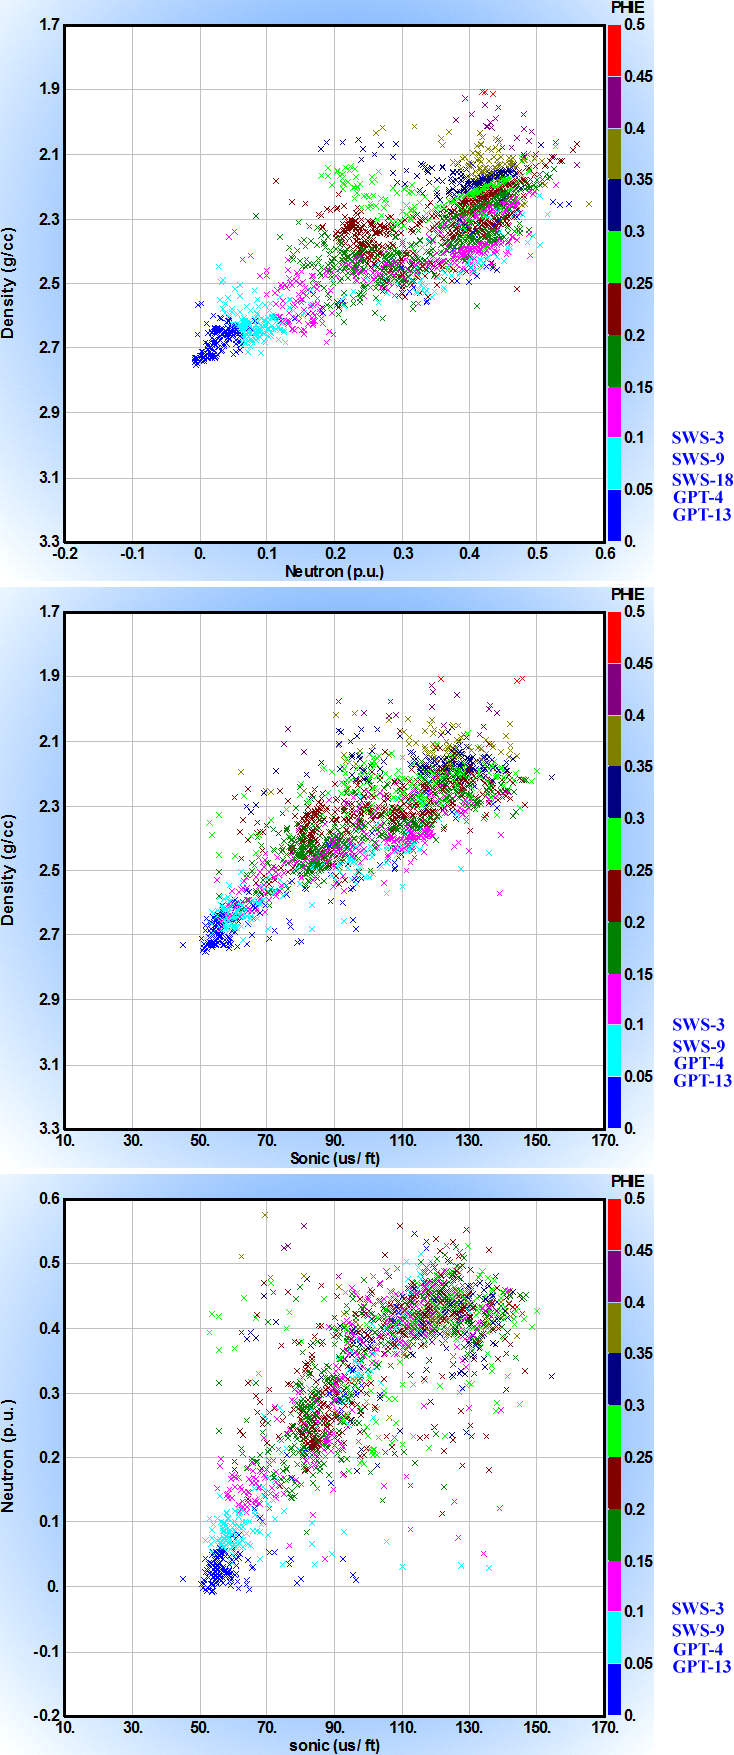 PHIE
1.7 0.5
0.45
1.9
0.4
2.1
0.35
2.3 0.3
Density (g/cc)
2.5 0.25
0.2
2.7
0.15
2.9
0.1 SWS-3
SWS-9
3.1 SWS-18
0.05 GPT-4
GPT-13
3.3 0.
-0.2 -0.1 0. 0.1 0.2 0.3 0.4 0.5 0.6
Neutron (p.u.)
PHIE
1.7 0.5
0.45
1.9
0.4
2.1
0.35
2.3 0.3
Density (g/cc)
2.5 0.25
0.2
2.7
0.15
2.9
0.1 SWS-3
SWS-9
3.1 GPT-4
0.05 GPT-13
3.3 0.
10. 30. 50. 70. 90. 110. 130. 150. 170.
Sonic (us/ ft)
PHIE
0.6 0.5
0.45
0.5
0.4
0.4
0.35
0.3 0.3
Neutron (p.u.)
0.2 0.25
0.2
0.1
0.15
0.
0.1 SWS-3
SWS-9
-0.1 GPT-4
0.05 GPT-13
-0.2 0.
10. 30. 50. 70. 90. 110. 130. 150. 170.
sonic (us/ ft)